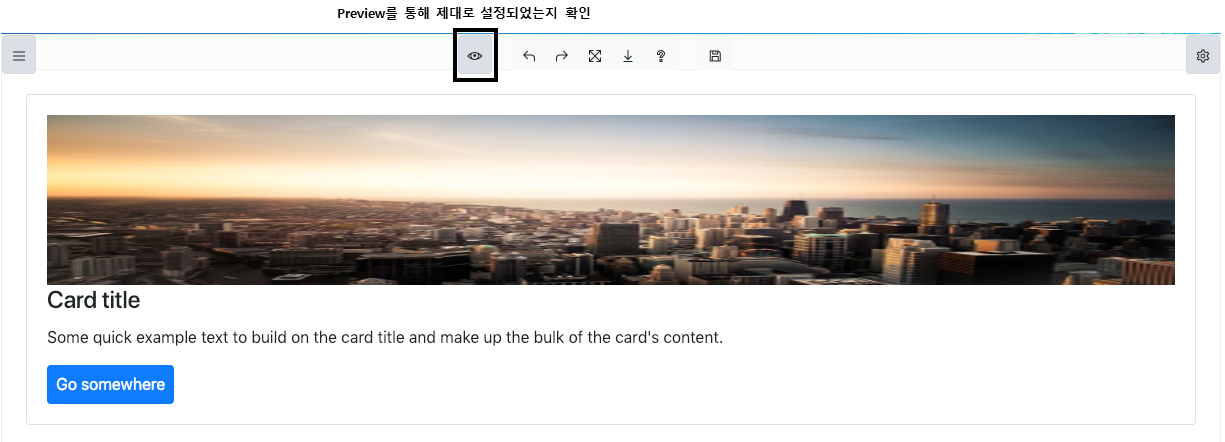 Preview를 통해 제대로 설정되었는지 확인
Card title
Some quick example text to build on the card title and make up the bulk of the card's content.
Go somewhere